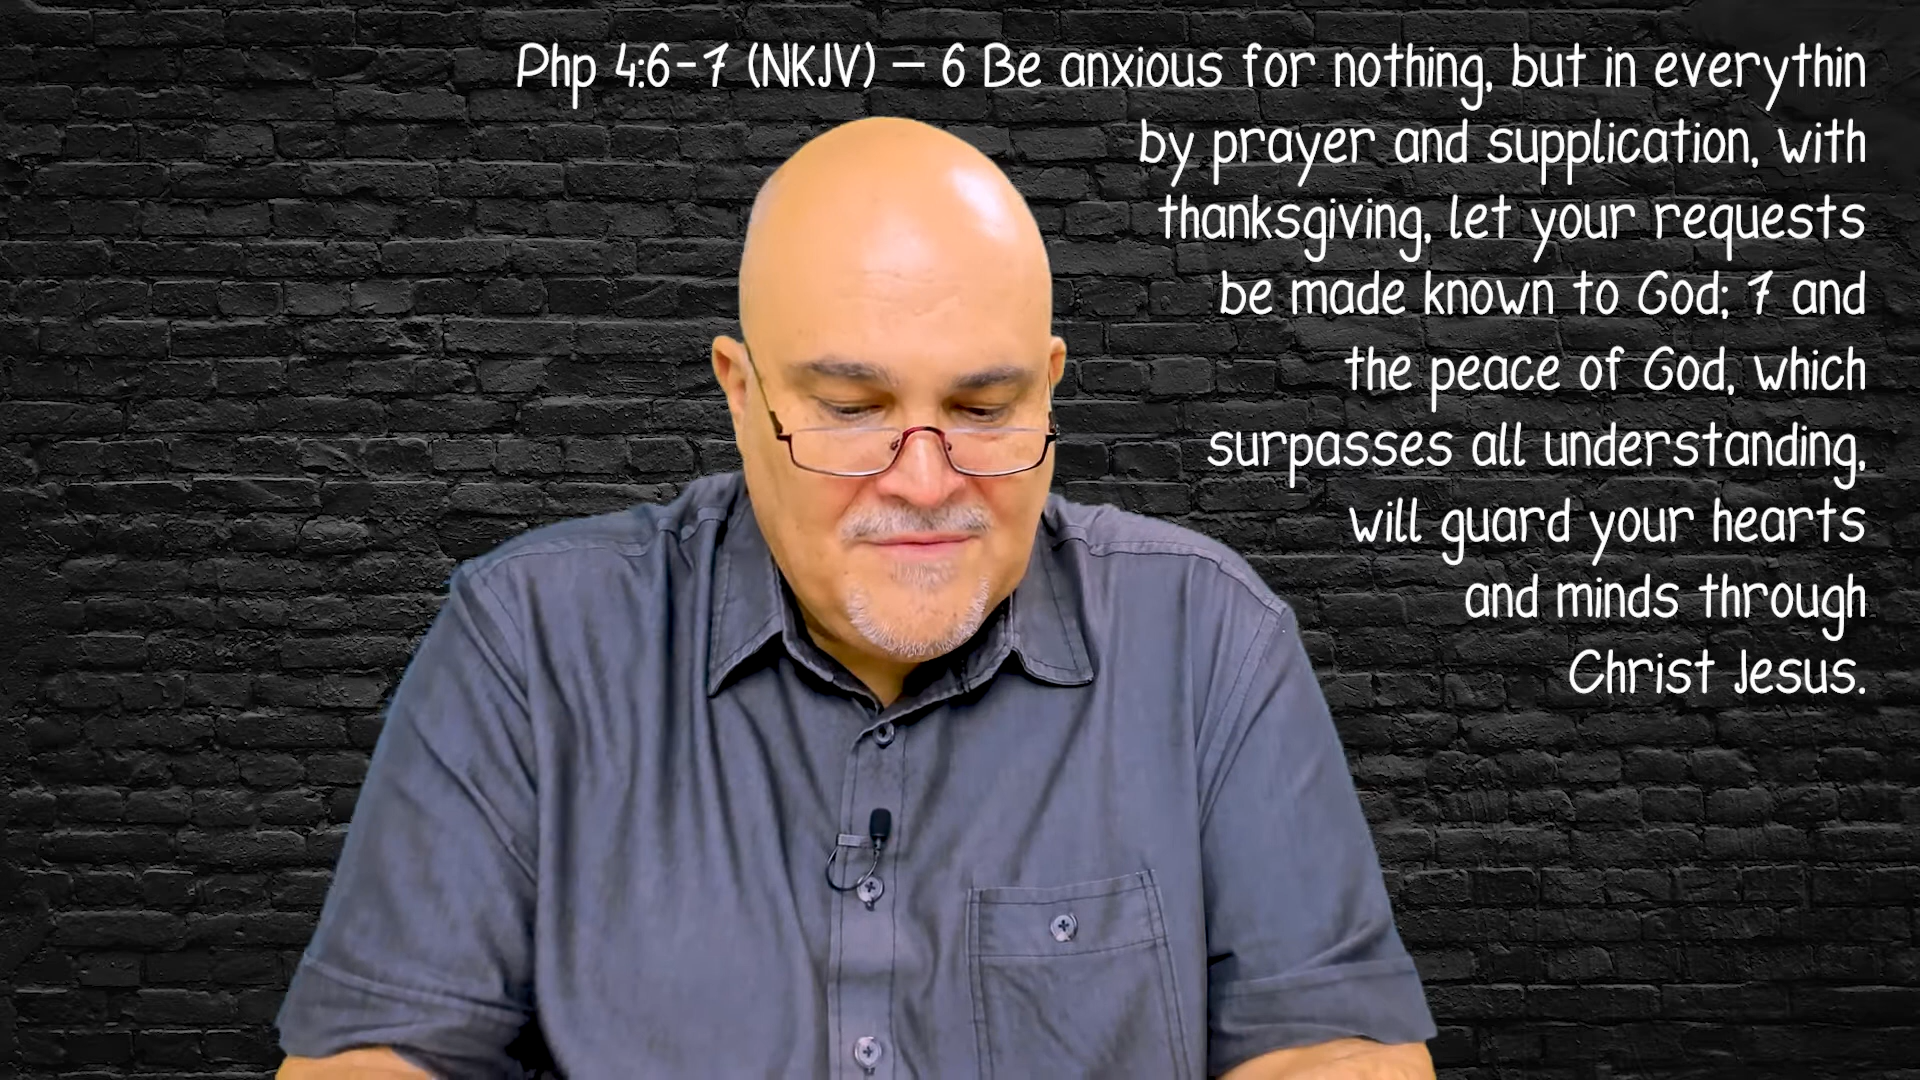 Php 4:6-7 (NKJV) — 6 Be anxious for nothing, but in everythin
by prayer and supplication, with
thanksgiving, let your requests
be made known to God; 7 and
the peace of God, which
surpasses all understanding,
will guard your hearts
and minds through
Christ Jesus.